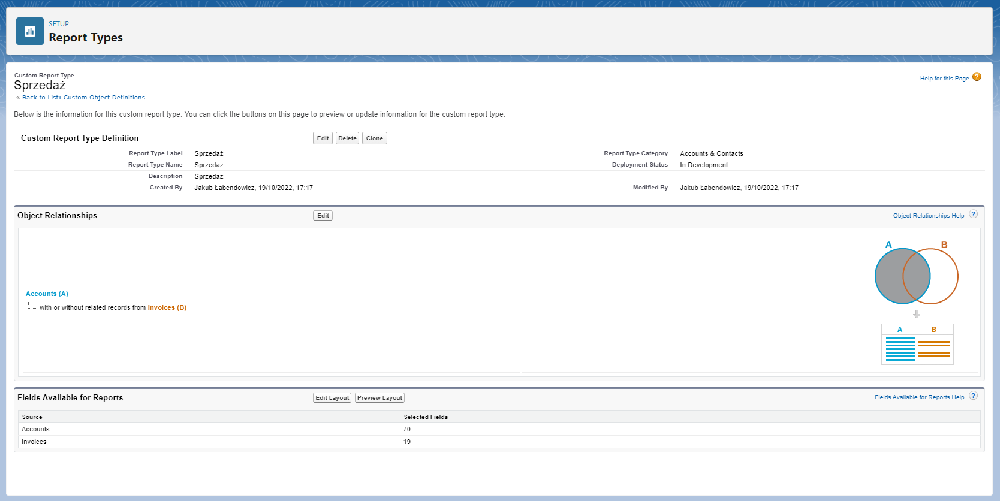 SETUP
Report Types
Custom Report Type
Sprzedaż
Help for this Page ?
« Back to List: Custom Object Definitions
Below is the information for this custom report type. You can click the buttons on this page to preview or update information for the custom report type.
Custom Report Type Definition Edit Delete Clone
Report Type Label Sprzedaż Report Type Category Accounts & Contacts
Report Type Name Sprzedaz Deployment Status In Development
Description Sprzedaż
Created By Jakub Łabendowicz, 19/10/2022, 17:17 Modified By Jakub Łabendowicz, 19/10/2022, 17:17
Object Relationships Edit Object Relationships Help ?
A B
Accounts (A)
with or without related records from Invoices (B)
A B
Fields Available for Reports Edit Layout Preview Layout Fields Available for Reports Help ?
Source Selected Fields
Accounts 70
Invoices 19